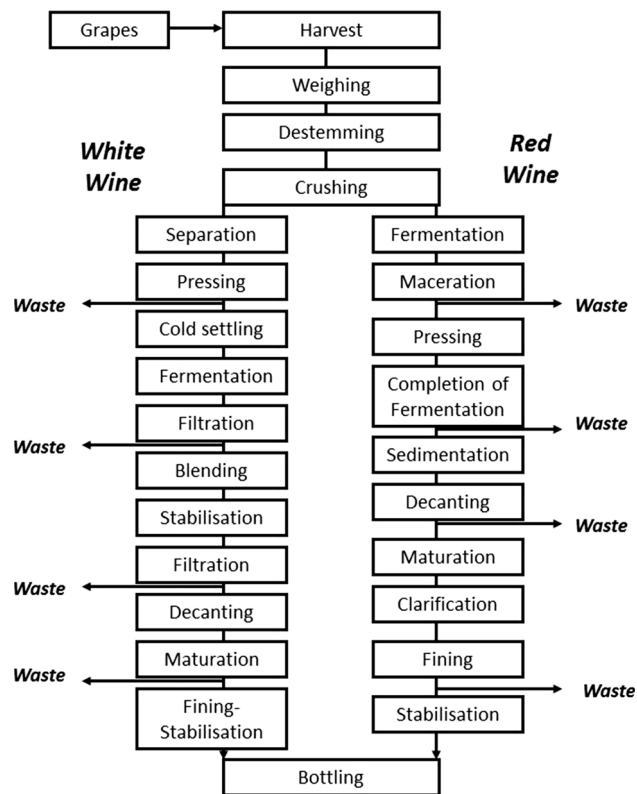 Grapes
Harvest
Weighing
Destemming
White
Wine
Red
Wine
Crushing
Separation
Fermentation
Pressing
Maceration
Waste
Waste
Cold settling
Pressing
Fermentation
Completion of
Fermentation
Filtration
Waste
Waste
Blending
Sedimentation
Stabilisation
Decanting
Waste
Filtration
Maturation
Waste
Decanting
Clarification
Maturation
Fining
Waste
Waste
Fining-
Stabilisation
Stabilisation
Bottling